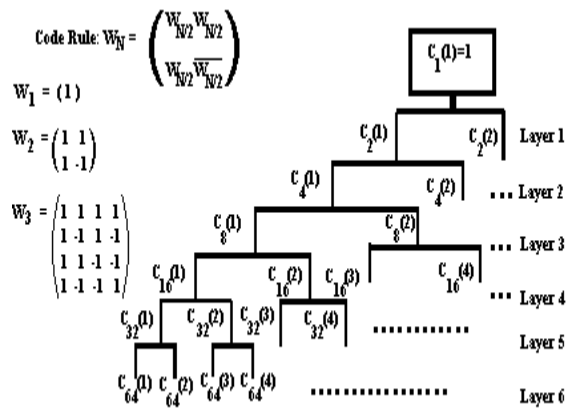 Code Rule: W_N = ( W_N/2 W_N/2
W_N/2 \overline{W_N/2} )
W_1 = (1)
W_2 = ( 1 1
1 -1 )
W_3 = ( 1 1 1 1
1 -1 1 -1
1 1 -1 -1
1 -1 -1 1 )
C_1(1)=1
C_2(1) C_2(2) Layer 1
C_4(1) C_4(2) ... Layer 2
C_8(1) C_8(2) ... Layer 3
C_16(1) C_16(2) C_16(3) C_16(4) ... Layer 4
C_32(1) C_32(2) C_32(3) C_32(4) ............. Layer 5
C_64(1) C_64(2) C_64(3) C_64(4) .................. Layer 6